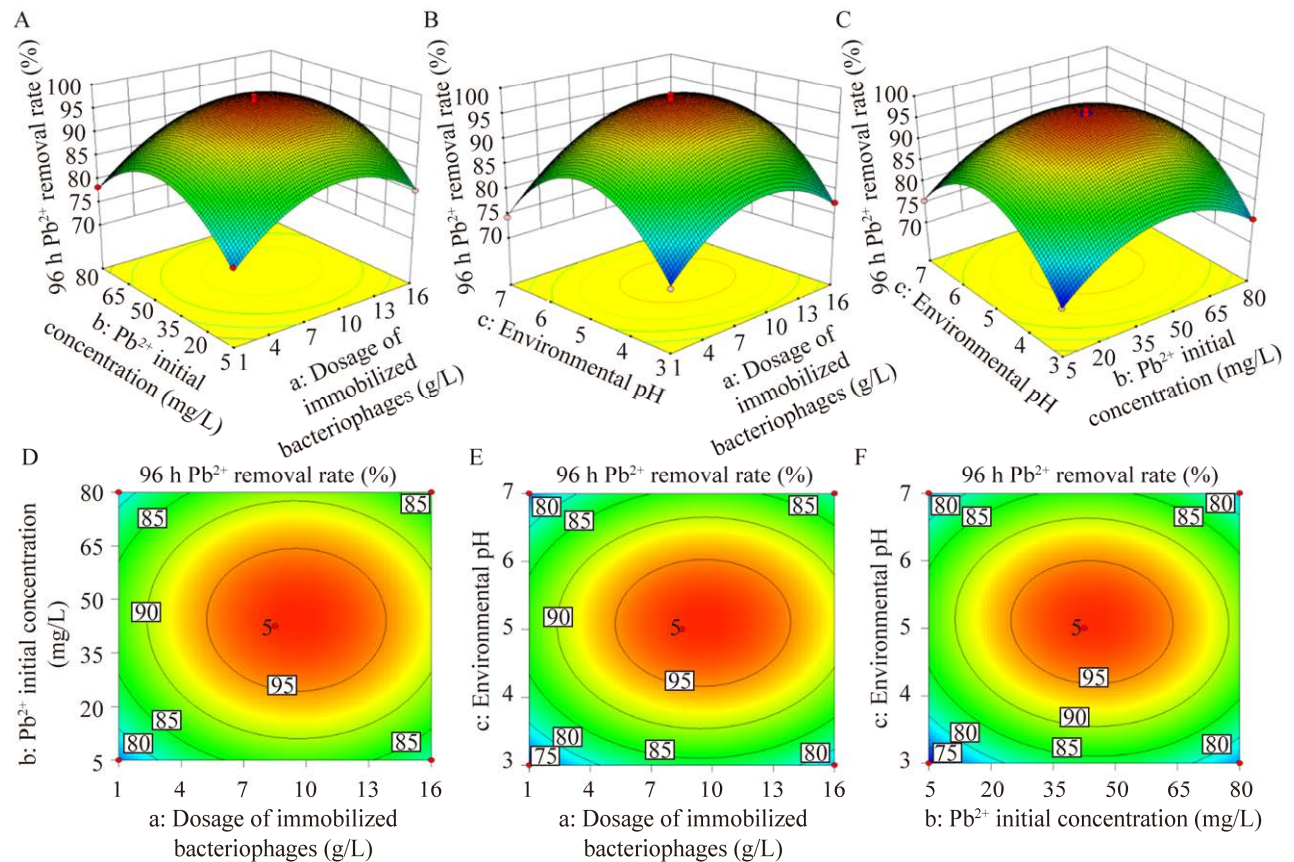 A
96 h Pb²⁺ removal rate (%)
100
95
90
85
80
75
70
80
65
50
35
20
5
b: Pb²⁺ initial
concentration (mg/L)
1
4
7
10
13
16
a: Dosage of
immobilized
bacteriophages (g/L)
B
96 h Pb²⁺ removal rate (%)
100
95
90
85
80
75
70
7
6
5
4
3
c: Environmental pH
1
4
7
10
13
16
a: Dosage of
immobilized
bacteriophages (g/L)
C
96 h Pb²⁺ removal rate (%)
100
95
90
85
80
75
70
7
6
5
4
3
c: Environmental pH
5
20
35
50
65
80
b: Pb²⁺ initial
concentration (mg/L)
D
96 h Pb²⁺ removal rate (%)
b: Pb²⁺ initial concentration
(mg/L)
80
65
50
35
20
5
85
85
90
5
95
85
80
85
1 4 7 10 13 16
a: Dosage of immobilized
bacteriophages (g/L)
E
96 h Pb²⁺ removal rate (%)
c: Environmental pH
7
6
5
4
3
80
85
85
90
5
95
80
75
85
80
1 4 7 10 13 16
a: Dosage of immobilized
bacteriophages (g/L)
F
96 h Pb²⁺ removal rate (%)
c: Environmental pH
7
6
5
4
3
80
85
85
80
5
95
90
80
75
85
80
5 20 35 50 65 80
b: Pb²⁺ initial concentration (mg/L)